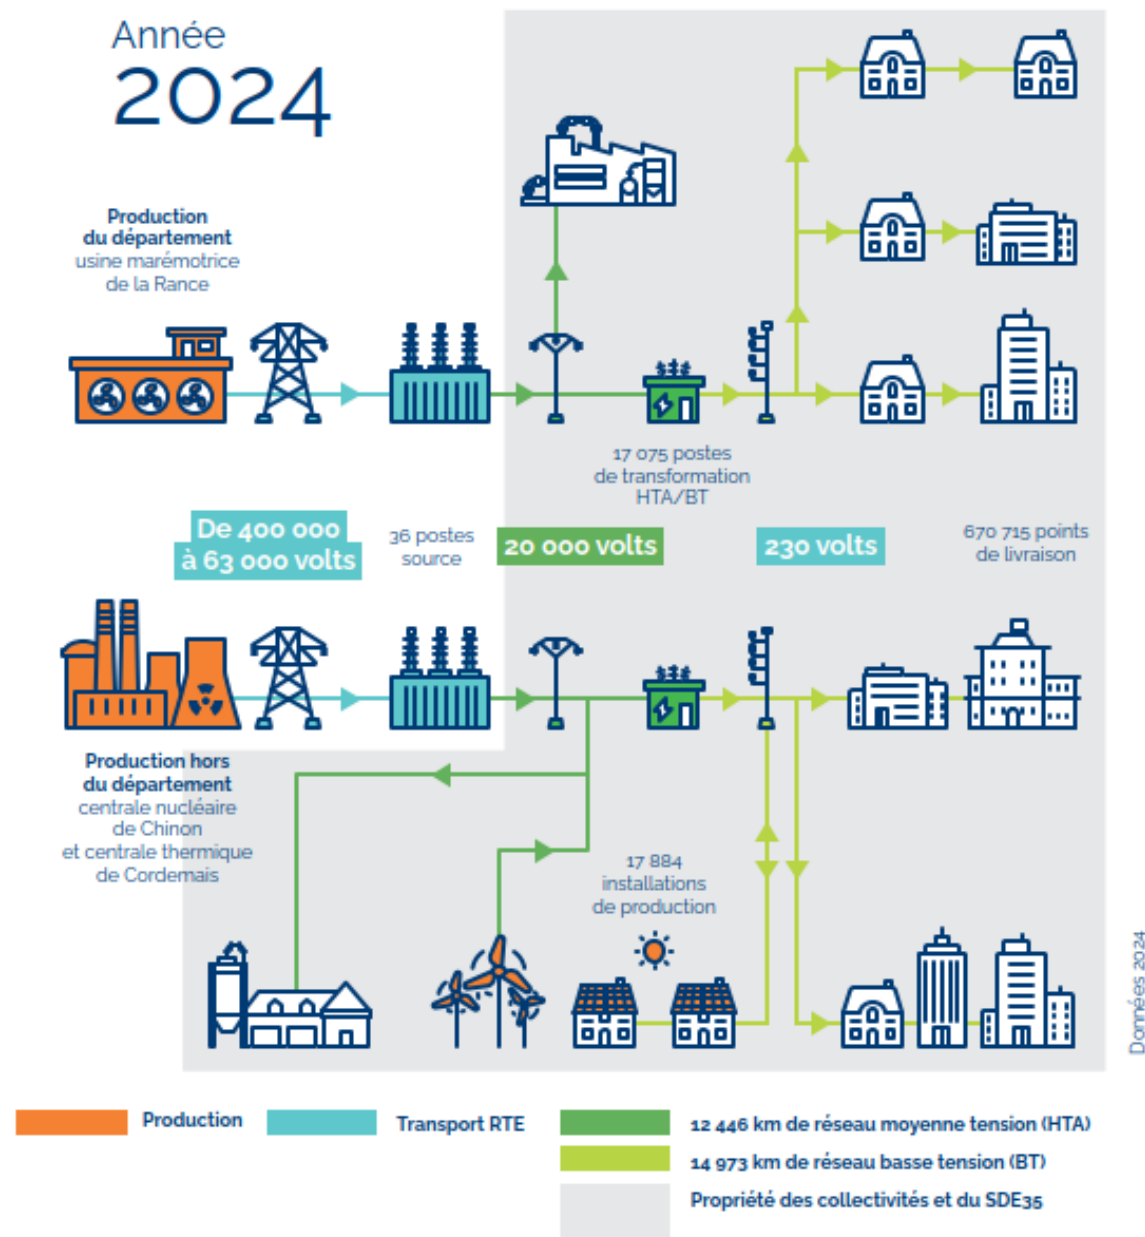 Année
2024
Production
du département
usine marémotrice
de la Rance
17 075 postes
de transformation
HTA/BT
De 400 000
à 63 000 volts
36 postes
source
20 000 volts
230 volts
670 715 points
de livraison
Production hors
du département
centrale nucléaire
de Chinon
et centrale thermique
de Cordemais
17 884
installations
de production
Données 2024
Production
Transport RTE
12 446 km de réseau moyenne tension (HTA)
14 973 km de réseau basse tension (BT)
Propriété des collectivités et du SDE35